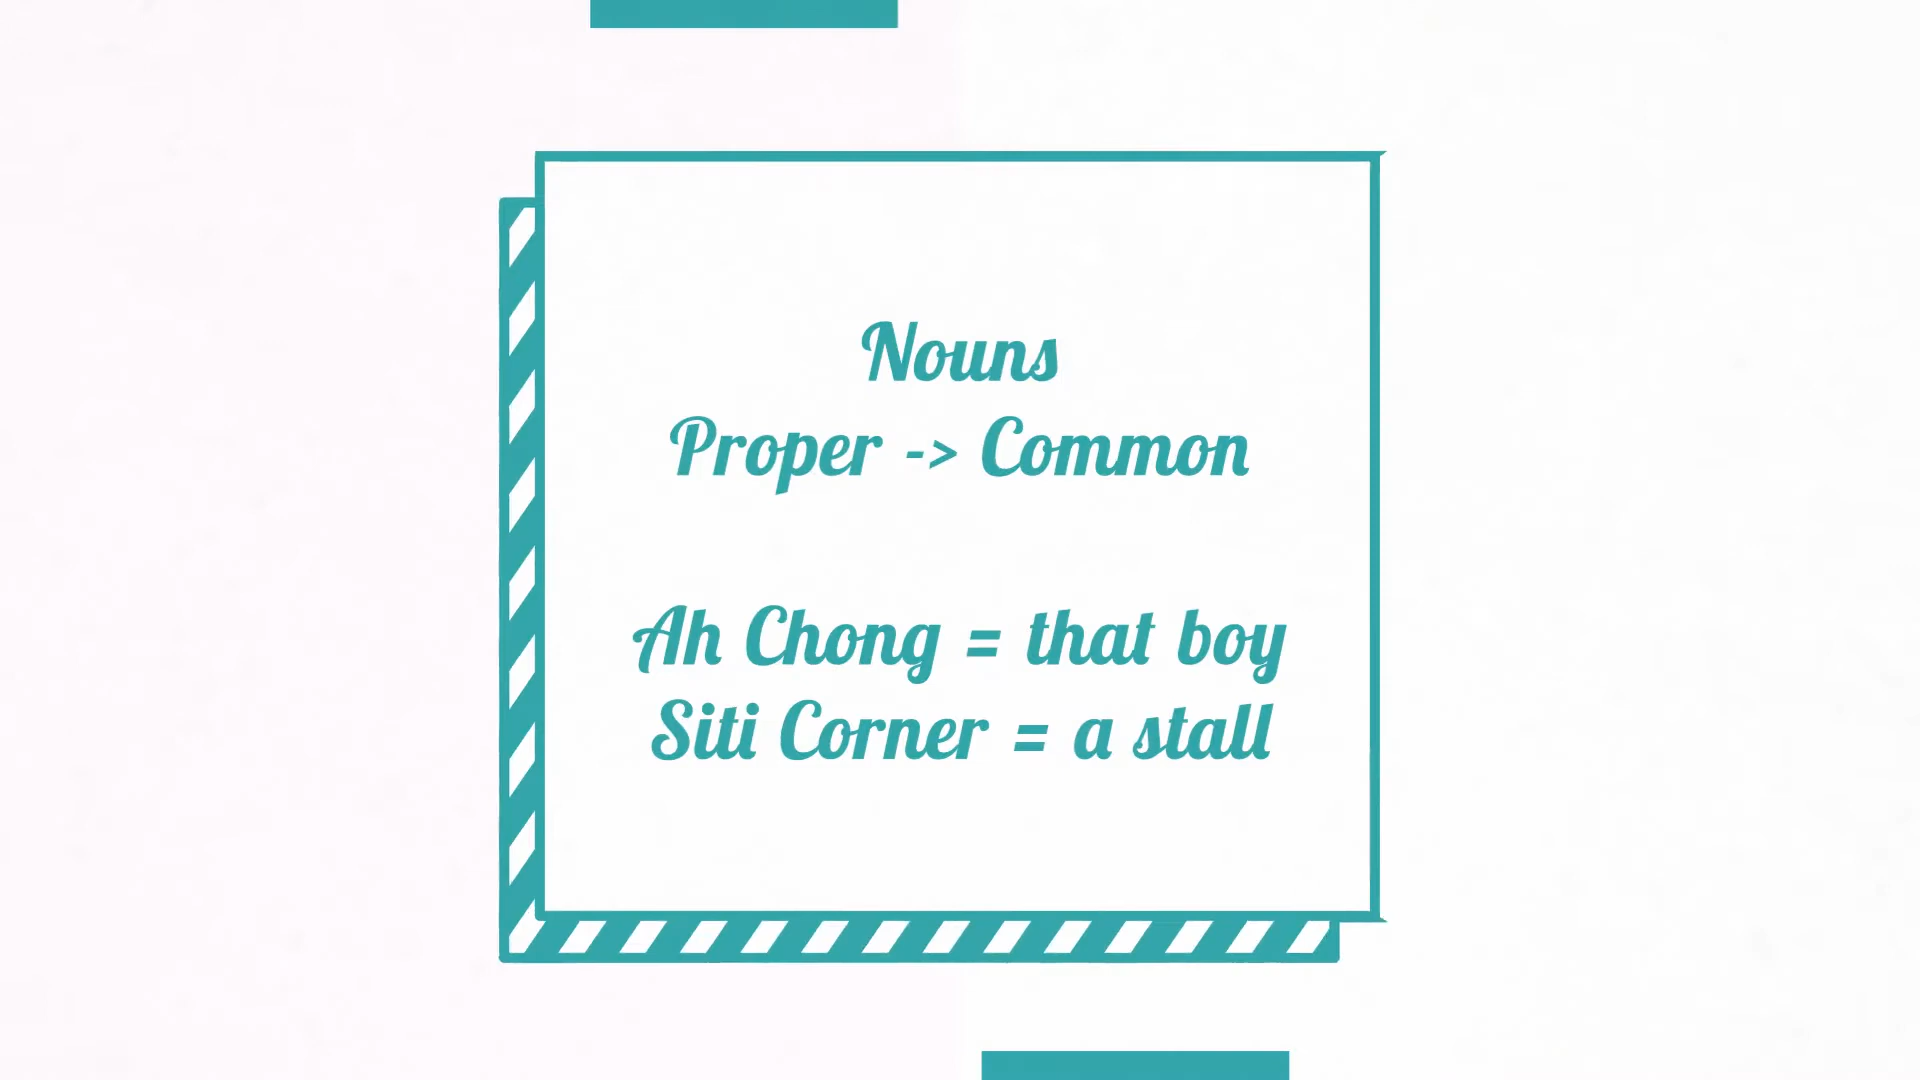 Nouns
Proper -> Common
Ah Chong = that boy
Siti Corner = a stall